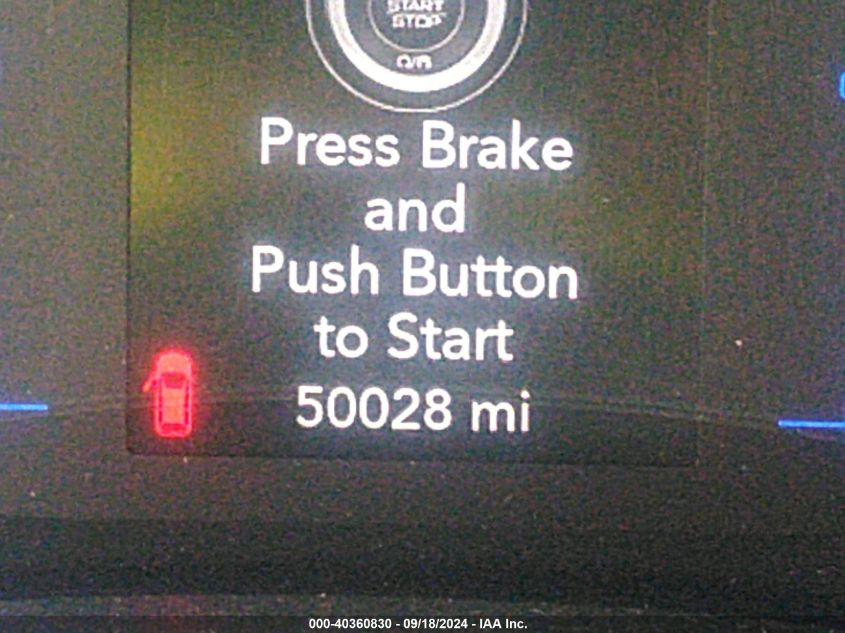 START
STOP
Press Brake
and
Push Button
to Start
50028 mi
000-40360830 - 09/18/2024 - IAA Inc.